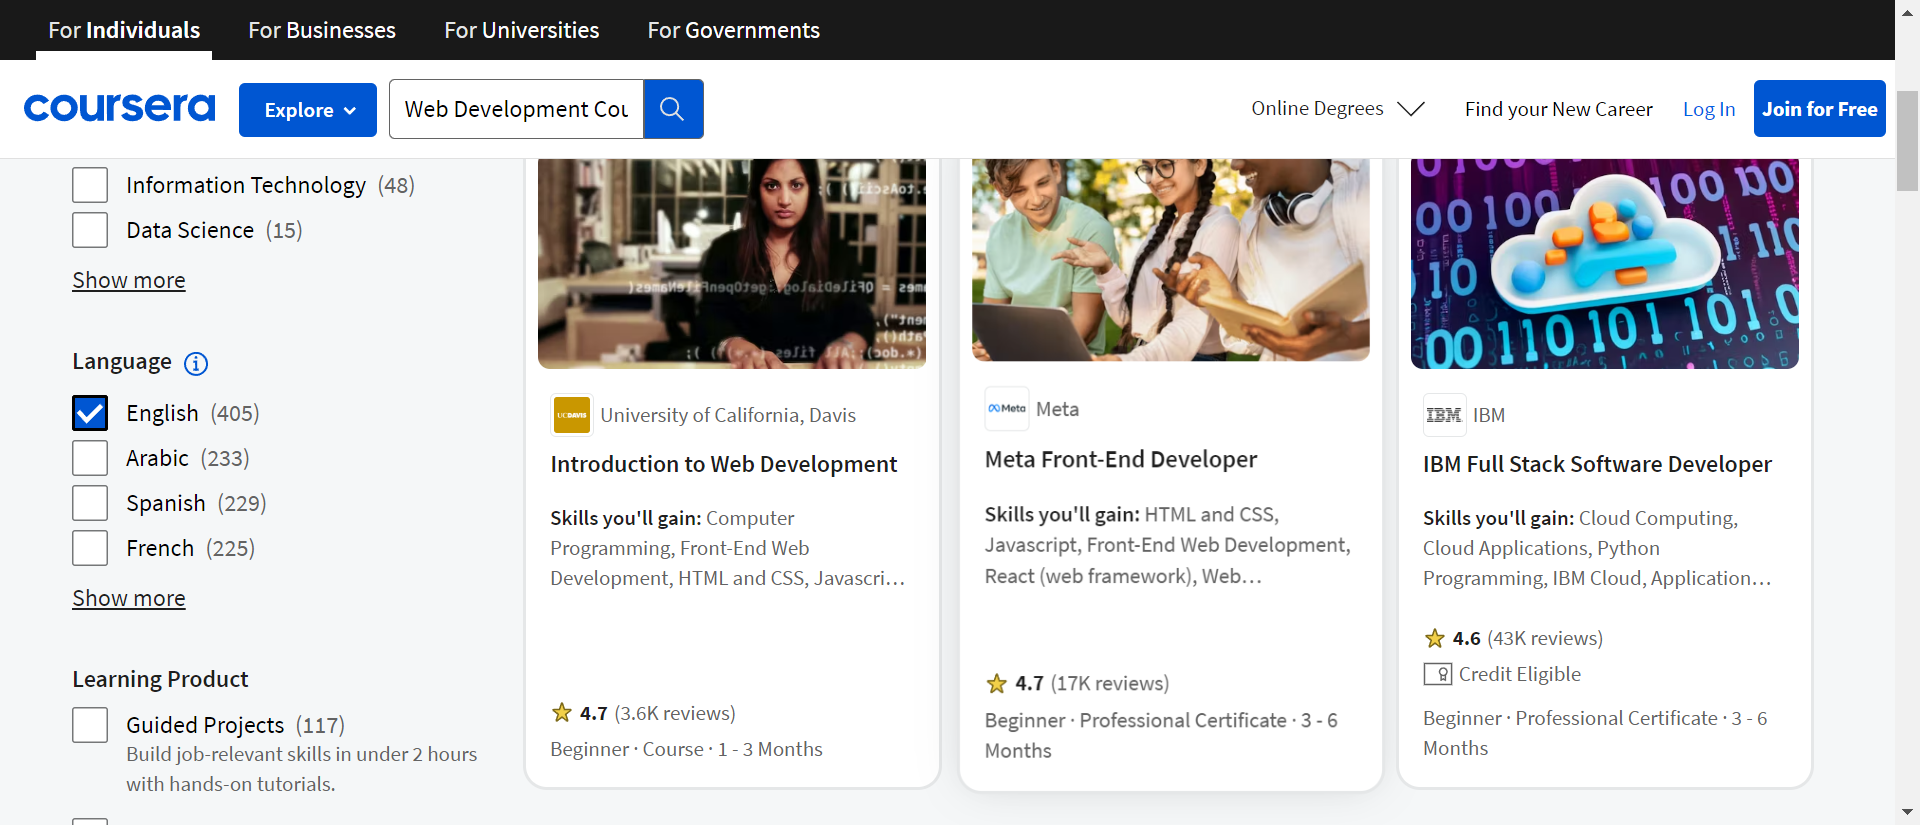 For Individuals For Businesses For Universities For Governments
coursera Explore Web Development Cou Online Degrees Find your New Career Log In Join for Free
Information Technology (48)
Data Science (15)
Show more
Language
English (405)
Arabic (233)
Spanish (229)
French (225)
Show more
Learning Product
Guided Projects (117)
Build job-relevant skills in under 2 hours
with hands-on tutorials.
UCDAVIS University of California, Davis
Introduction to Web Development
Skills you'll gain: Computer
Programming, Front-End Web
Development, HTML and CSS, Javascri...
4.7 (3.6K reviews)
Beginner · Course · 1 - 3 Months
Meta Meta
Meta Front-End Developer
Skills you'll gain: HTML and CSS,
Javascript, Front-End Web Development,
React (web framework), Web...
4.7 (17K reviews)
Beginner · Professional Certificate · 3 - 6
Months
IBM IBM
IBM Full Stack Software Developer
Skills you'll gain: Cloud Computing,
Cloud Applications, Python
Programming, IBM Cloud, Application...
4.6 (43K reviews)
Credit Eligible
Beginner · Professional Certificate · 3 - 6
Months